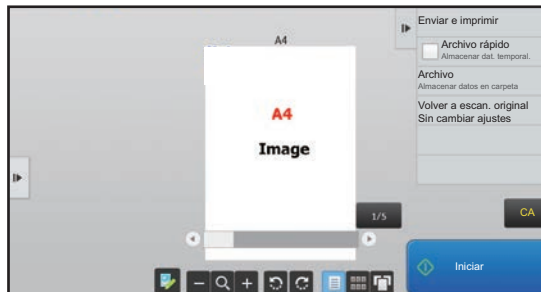 A4
A4
Image
1/5
Enviar e imprimir
Archivo rápido
Almacenar dat. temporal.
Archivo
Almacenar datos en carpeta
Volver a escan. original
Sin cambiar ajustes
CA
Iniciar